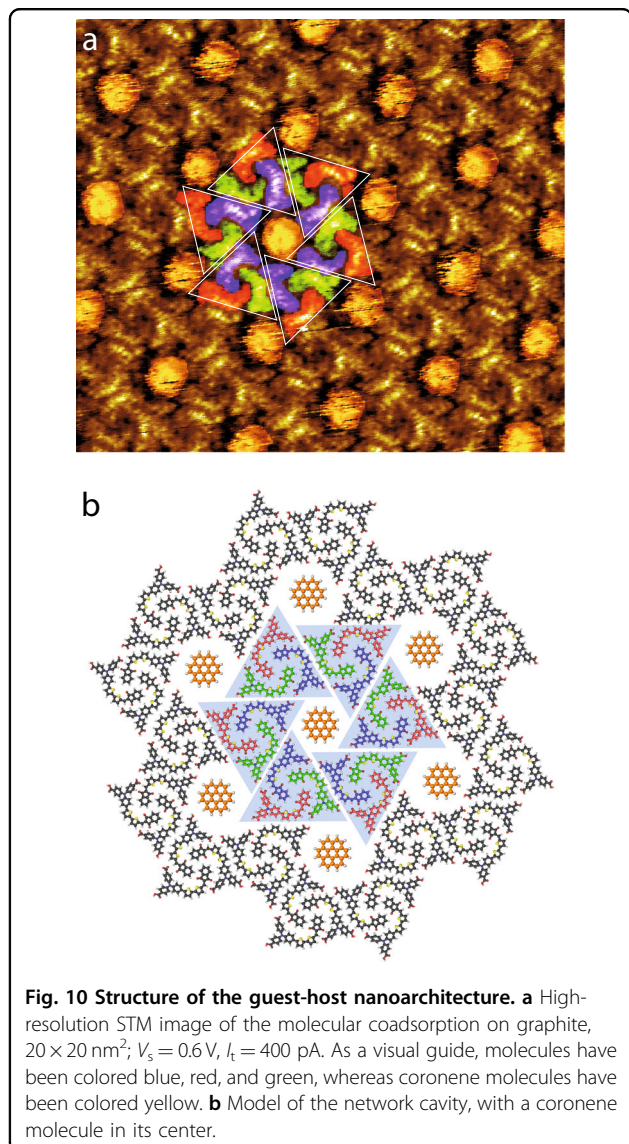 a
b
Fig. 10 Structure of the guest-host nanoarchitecture. a High-
resolution STM image of the molecular coadsorption on graphite,
20 × 20 nm²; Vs = 0.6 V, It = 400 pA. As a visual guide, molecules have
been colored blue, red, and green, whereas coronene molecules have
been colored yellow. b Model of the network cavity, with a coronene
molecule in its center.